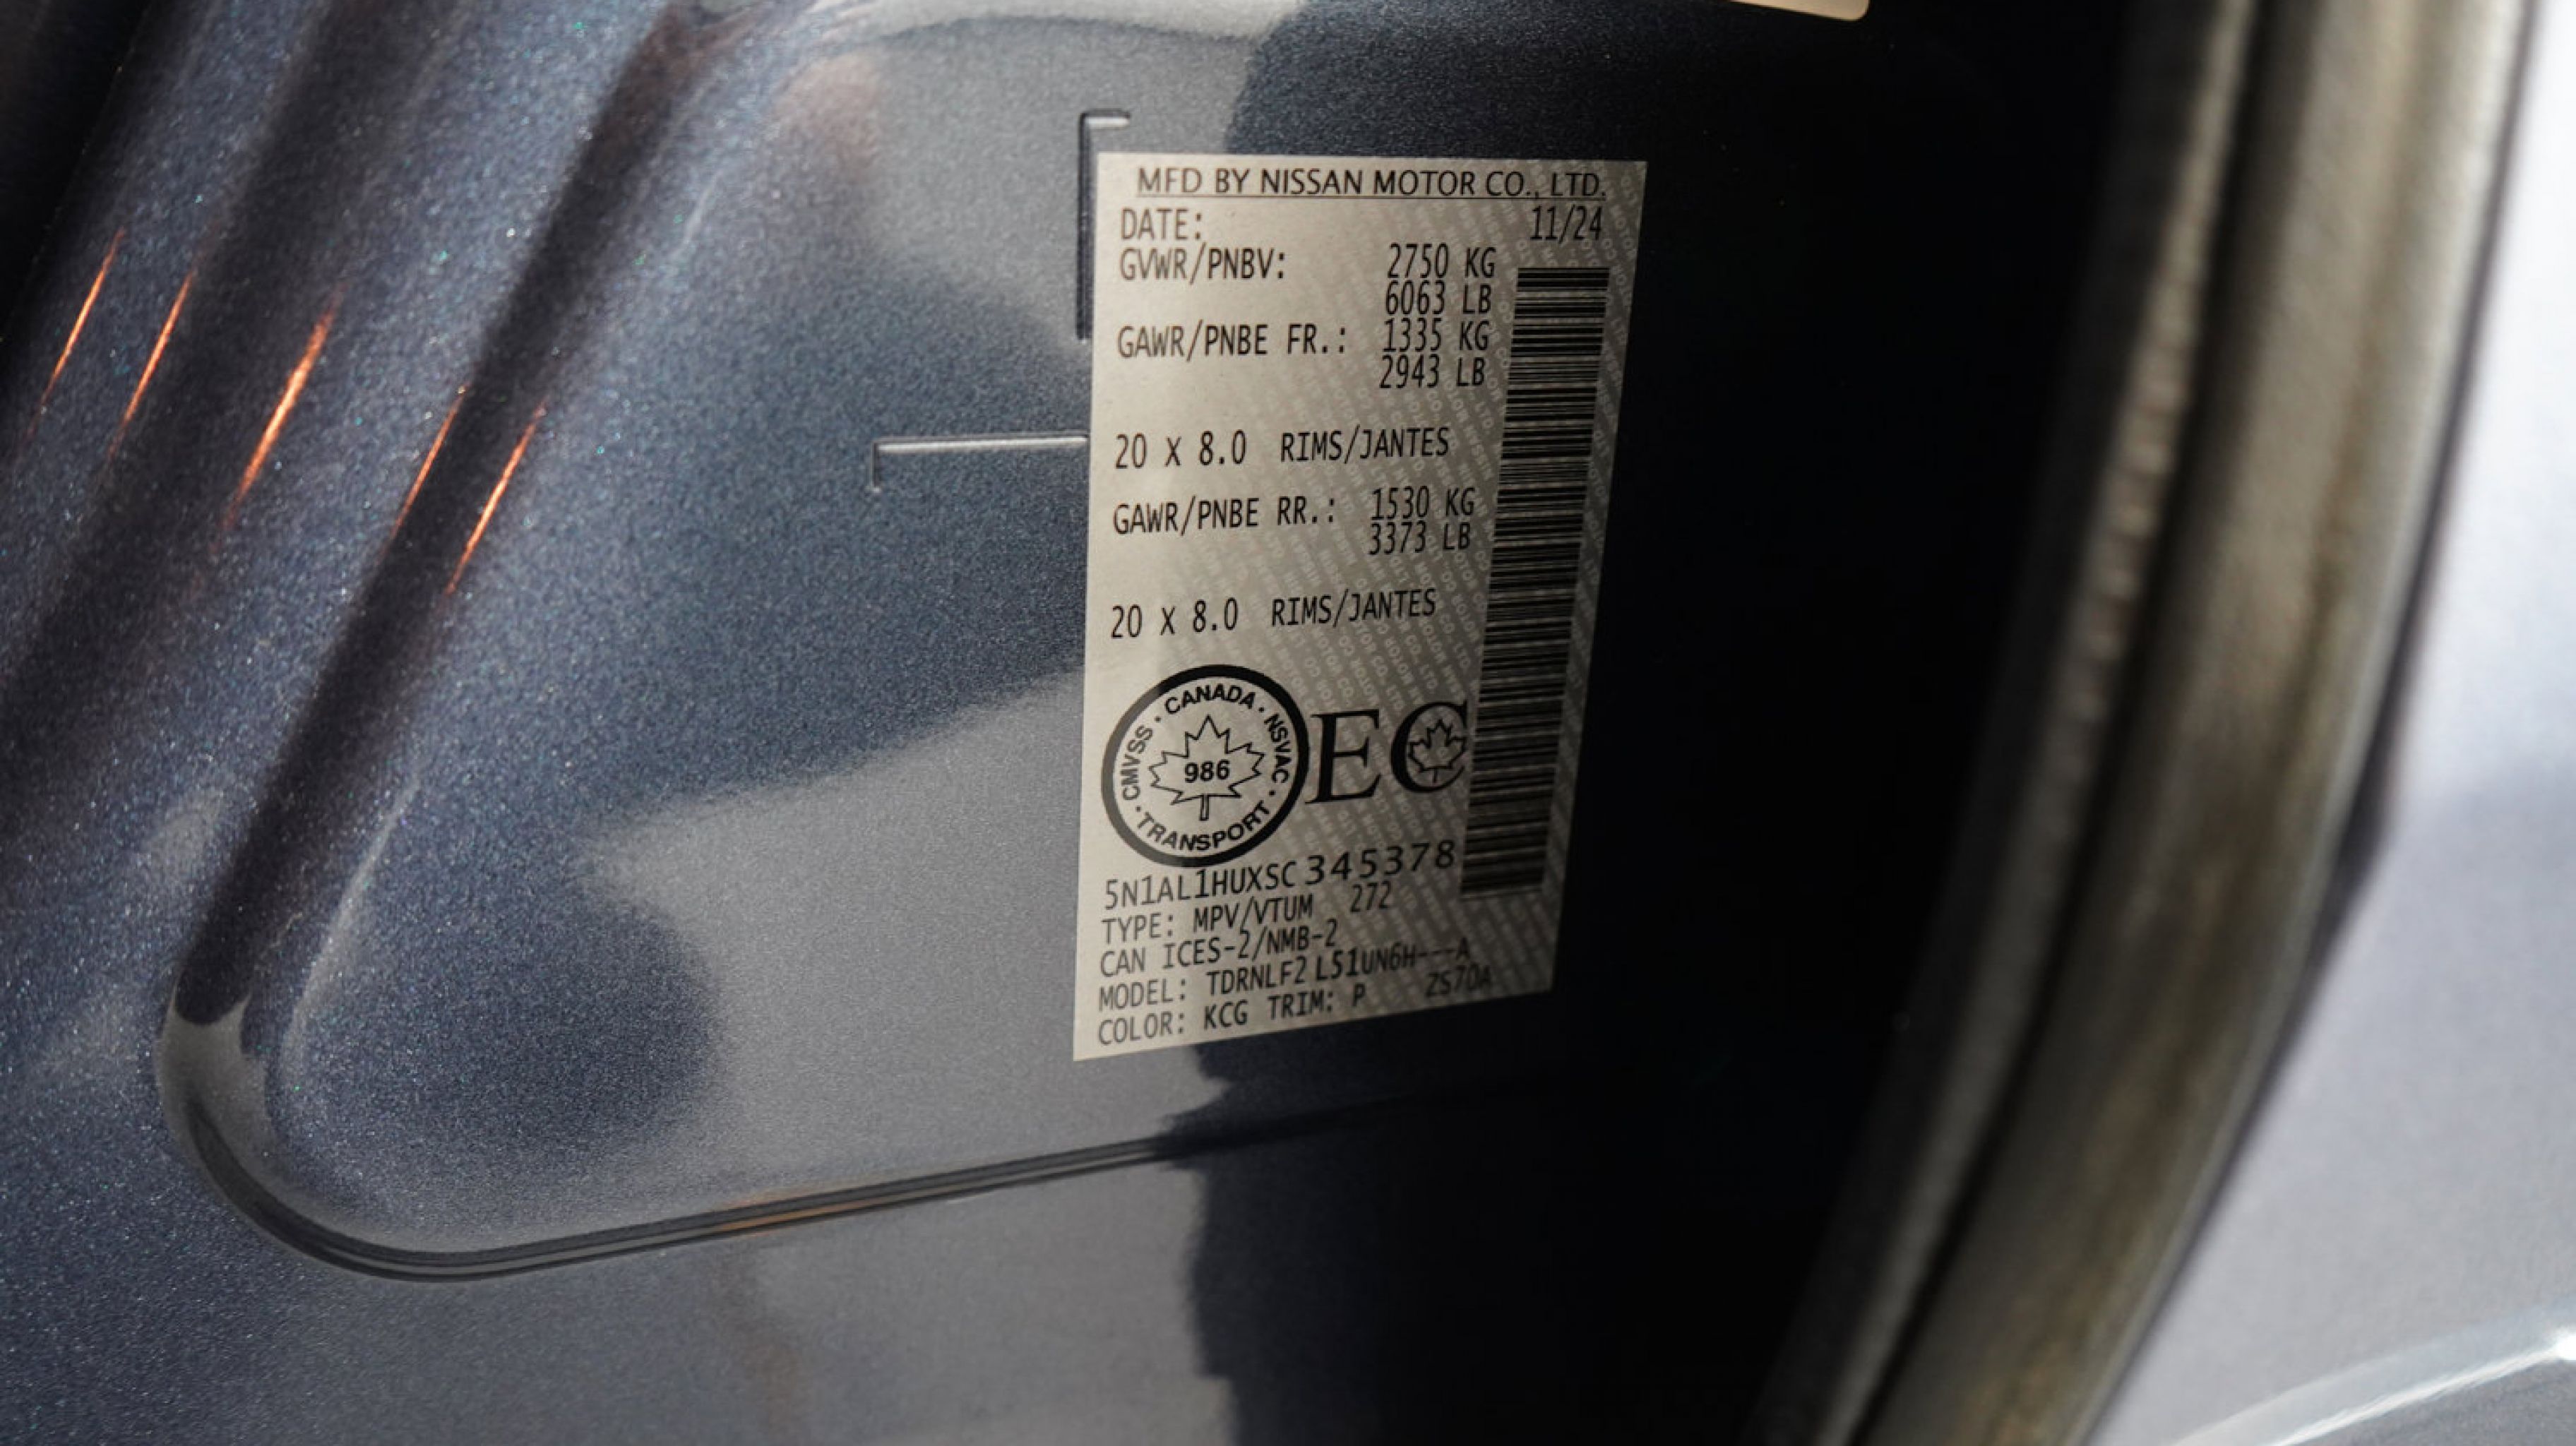 MFD BY NISSAN MOTOR CO., LTD.
DATE: 11/24
GVWR/PNBV: 2750 KG
6063 LB
GAWR/PNBE FR.: 1335 KG
2943 LB
20 X 8.0 RIMS/JANTES
GAWR/PNBE RR.: 1530 KG
3373 LB
20 X 8.0 RIMS/JANTES
CANADA · NSVAC · TRANSPORT · CMVSS ·
986
EC
5N1AL1HUXSC345378
TYPE: MPV/VTUM 272
CAN ICES-2/NMB-2
MODEL: TDRNLF2 L51UN6H---A
COLOR: KCG TRIM: P ZS70A